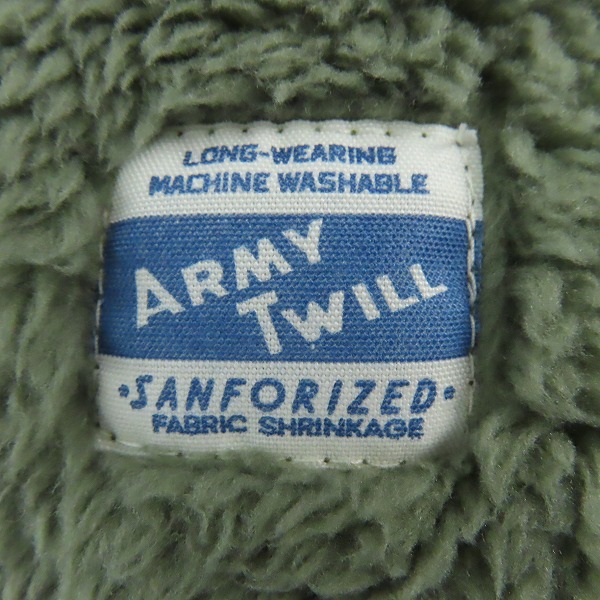 LONG-WEARING
MACHINE WASHABLE
ARMY
TWILL
•SANFORIZED•
FABRIC SHRINKAGE